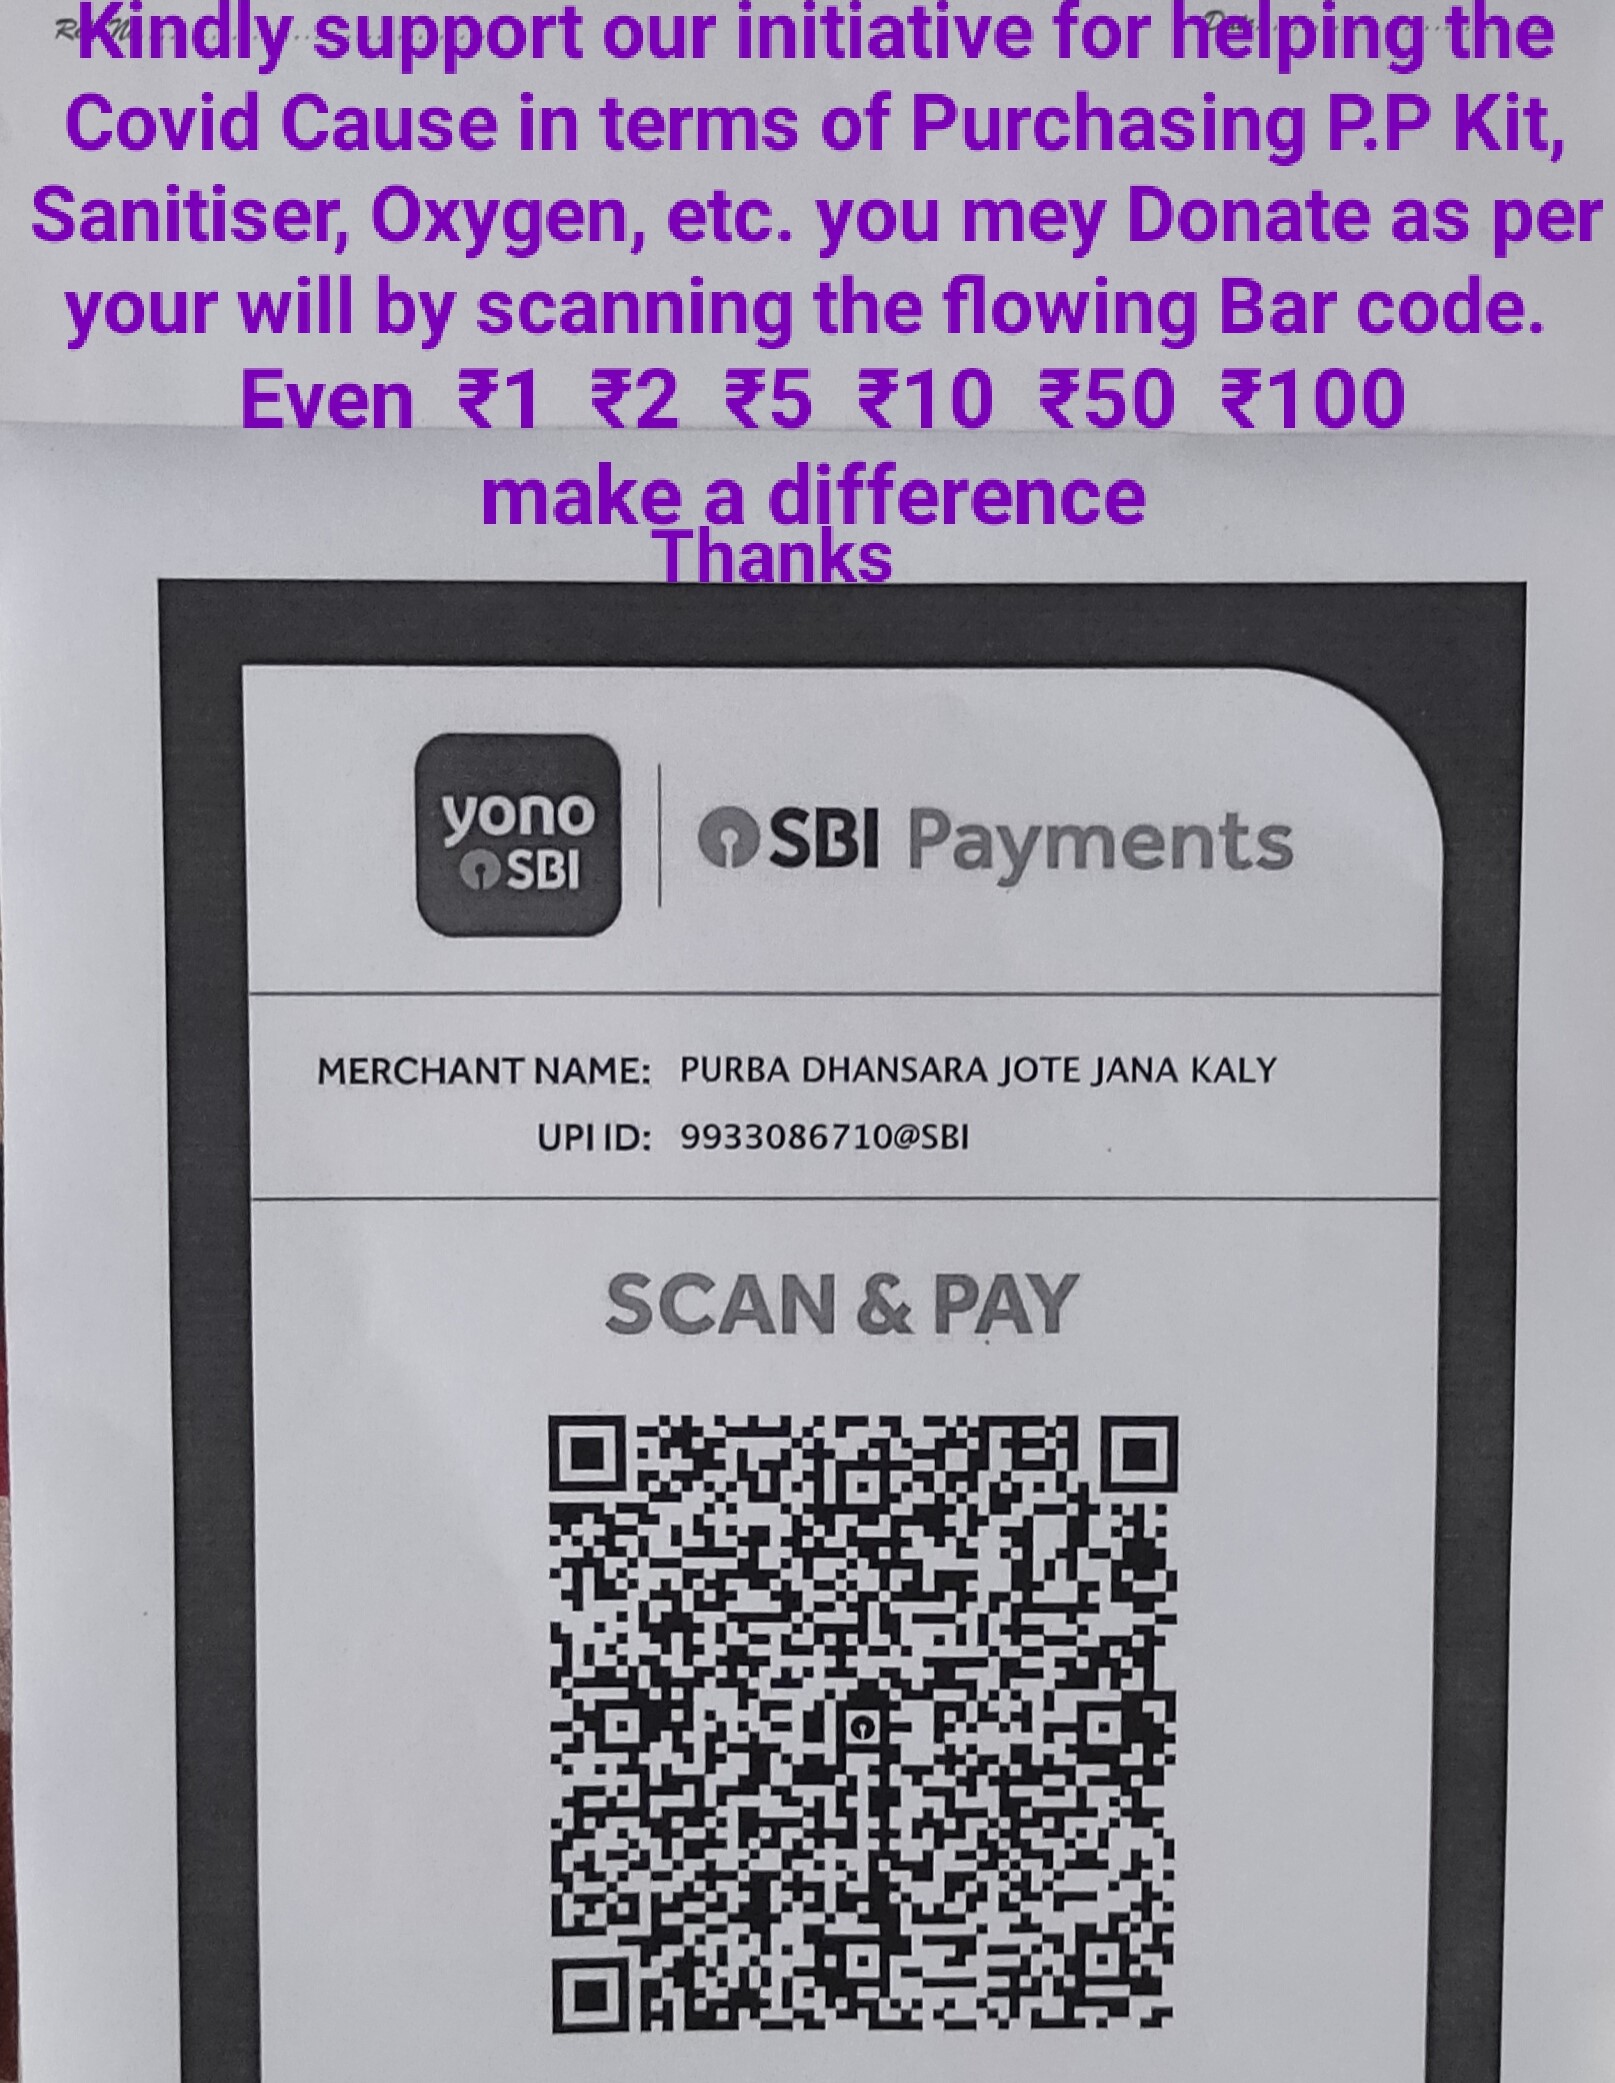 Kindly support our initiative for helping the
Covid Cause in terms of Purchasing P.P Kit,
Sanitiser, Oxygen, etc. you mey Donate as per
your will by scanning the flowing Bar code.
Even ₹1 ₹2 ₹5 ₹10 ₹50 ₹100
make a difference
Thanks
yono
SBI
SBI Payments
MERCHANT NAME: PURBA DHANSARA JOTE JANA KALY
UPI ID: 9933086710@SBI
SCAN & PAY